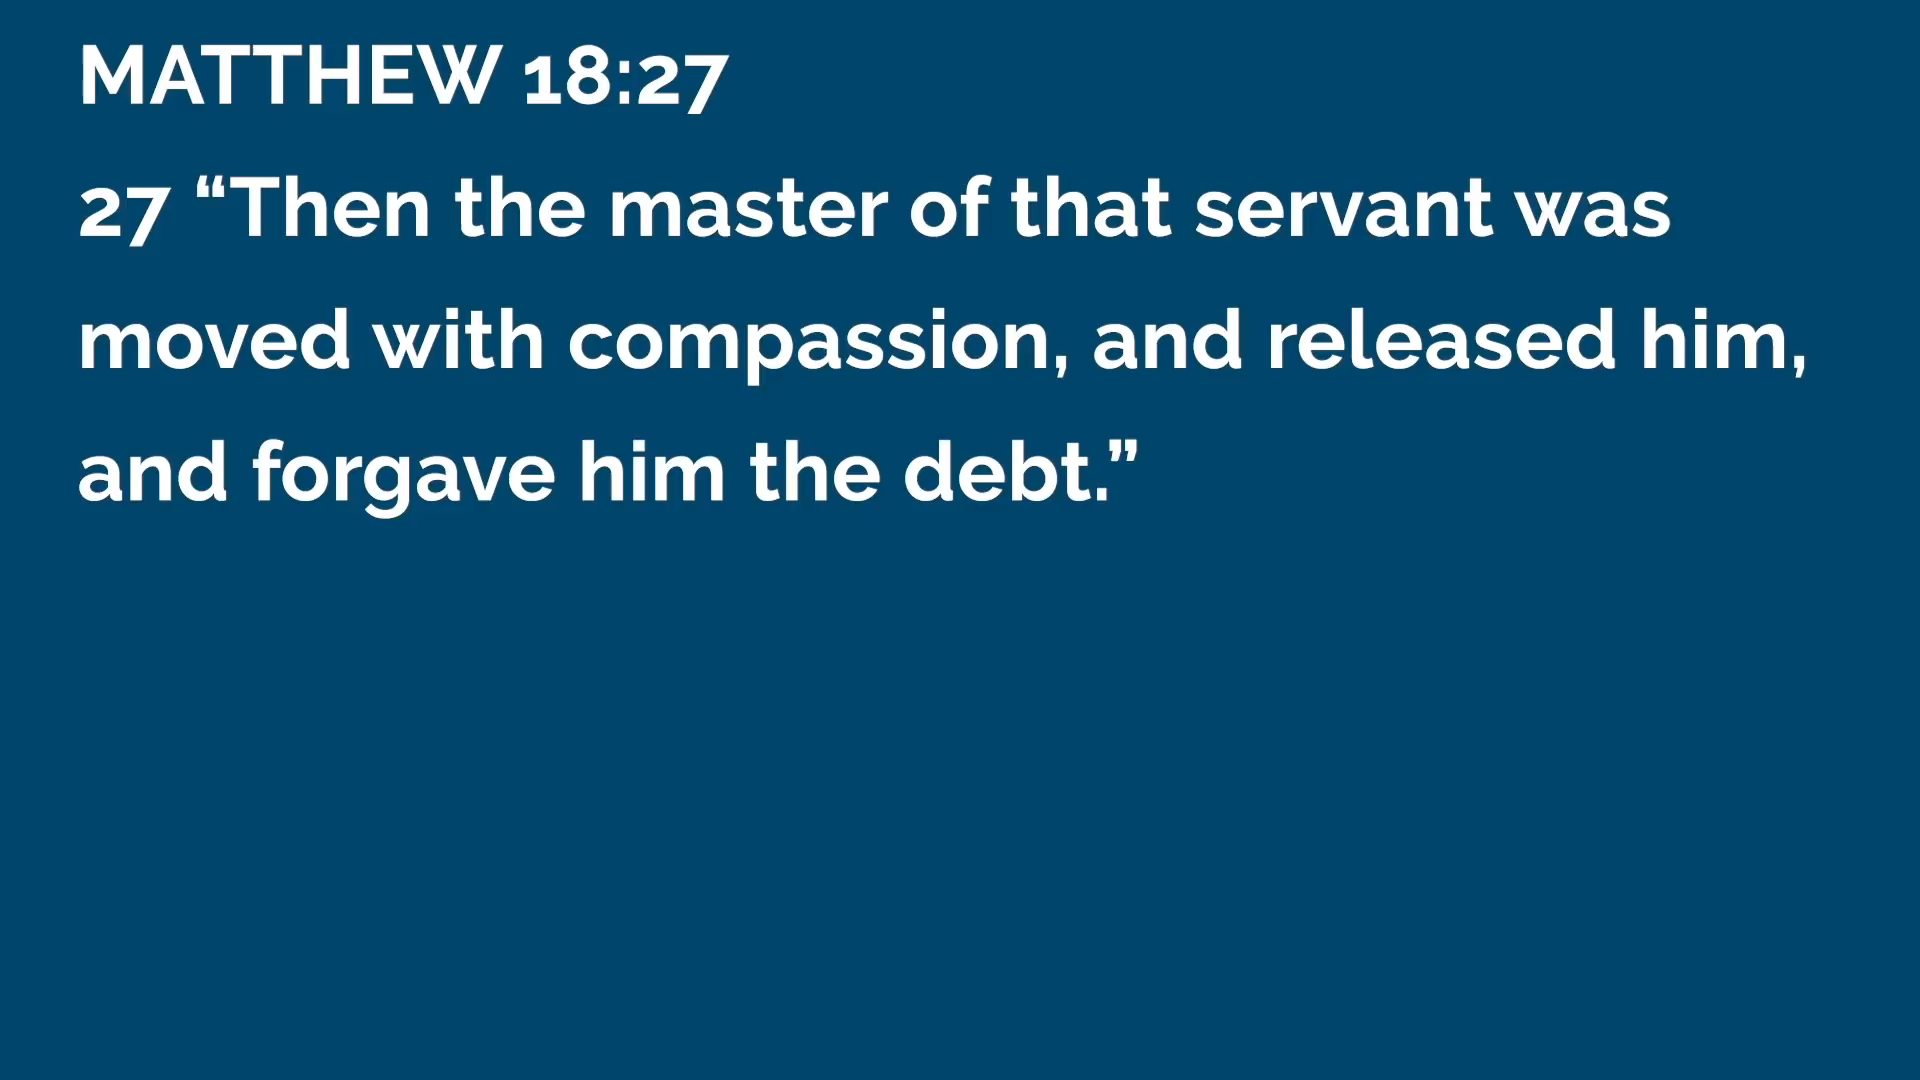 MATTHEW 18:27
27 “Then the master of that servant was
moved with compassion, and released him,
and forgave him the debt.”